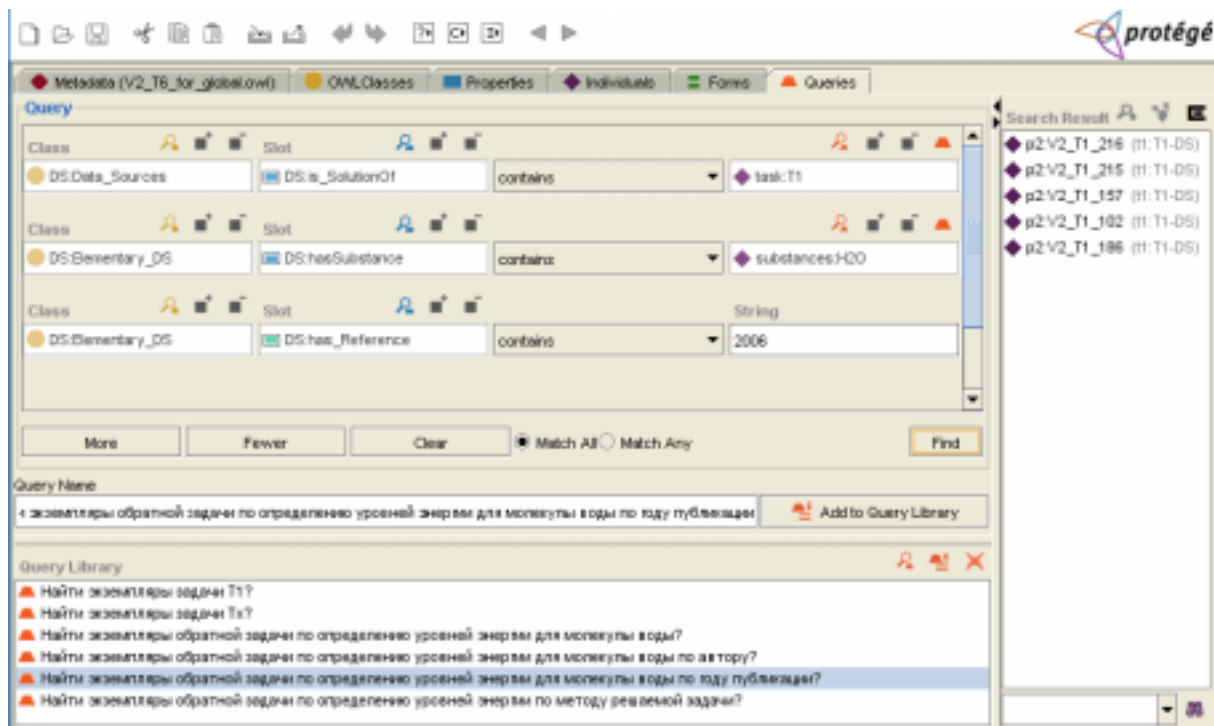 protégé
Metadata (V2_T6_for_global.owl) OWLClasses Properties Individuals Forms Queries
Query
Search Result
Class Slot
DS:Data_Sources DS:is_SolutionOf contains task:T1
Class Slot
DS:Elementary_DS DS:hasSubstance contains substances:H2O
Class Slot String
DS:Elementary_DS DS:has_Reference contains 2006
More Fewer Clear Match All Match Any Find
Query Name
экземпляры обратной задачи по определению уровней энергии для молекулы воды по году публикации Add to Query Library
Query Library
Найти экземпляры задачи T1?
Найти экземпляры задачи Tx?
Найти экземпляры обратной задачи по определению уровней энергии для молекулы воды?
Найти экземпляры обратной задачи по определению уровней энергии для молекулы воды по автору?
Найти экземпляры обратной задачи по определению уровней энергии для молекулы воды по году публикации?
Найти экземпляры обратной задачи по определению уровней энергии по методу решаемой задачи?
p2:V2_T1_216 (t1:T1-DS)
p2:V2_T1_215 (t1:T1-DS)
p2:V2_T1_157 (t1:T1-DS)
p2:V2_T1_102 (t1:T1-DS)
p2:V2_T1_186 (t1:T1-DS)